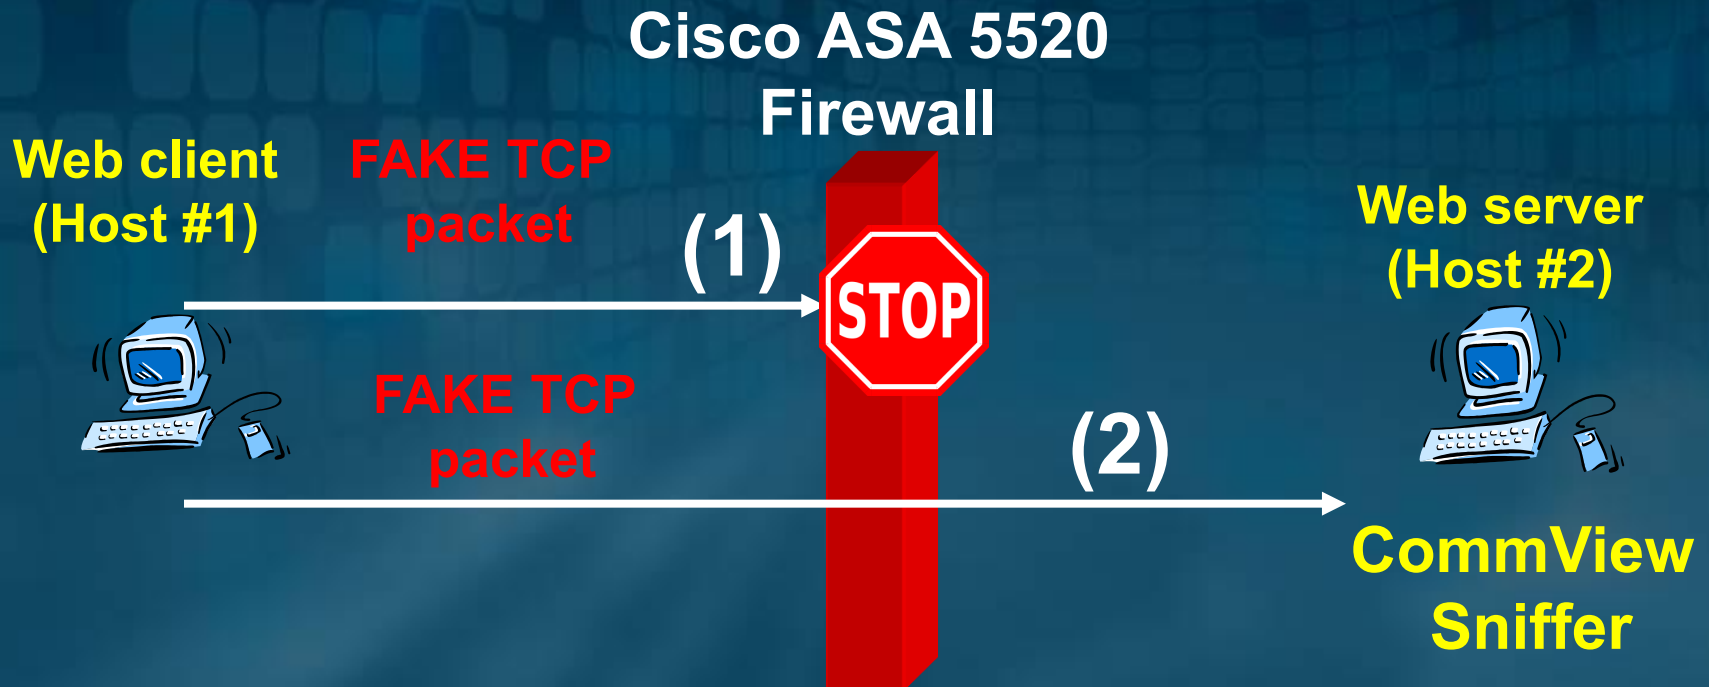 Cisco ASA 5520
Firewall
Web client
(Host #1)
FAKE TCP
packet
(1)
STOP
Web server
(Host #2)
FAKE TCP
packet
(2)
CommView
Sniffer